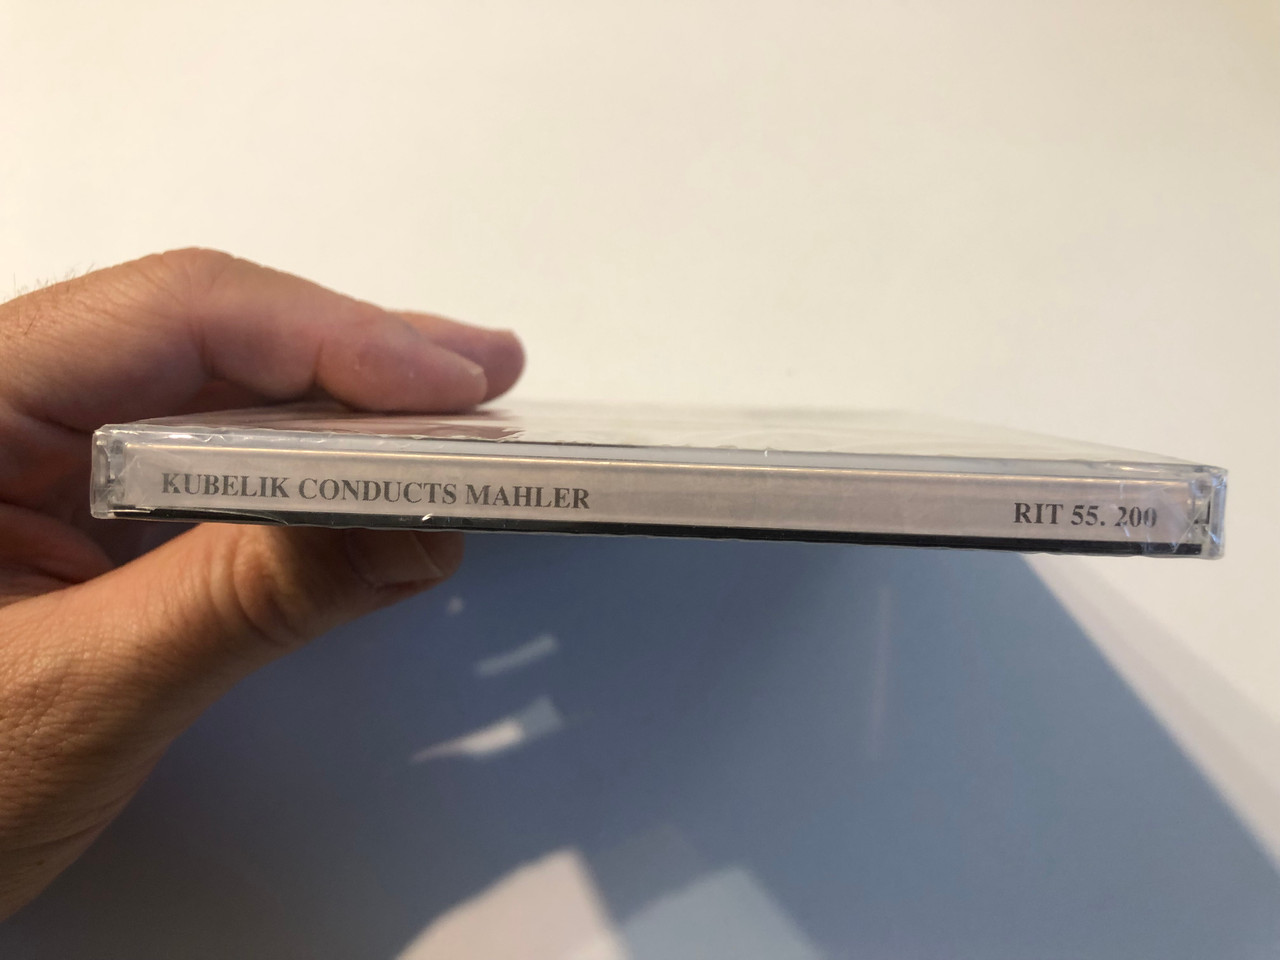 KUBELIK CONDUCTS MAHLER
RIT 55. 200